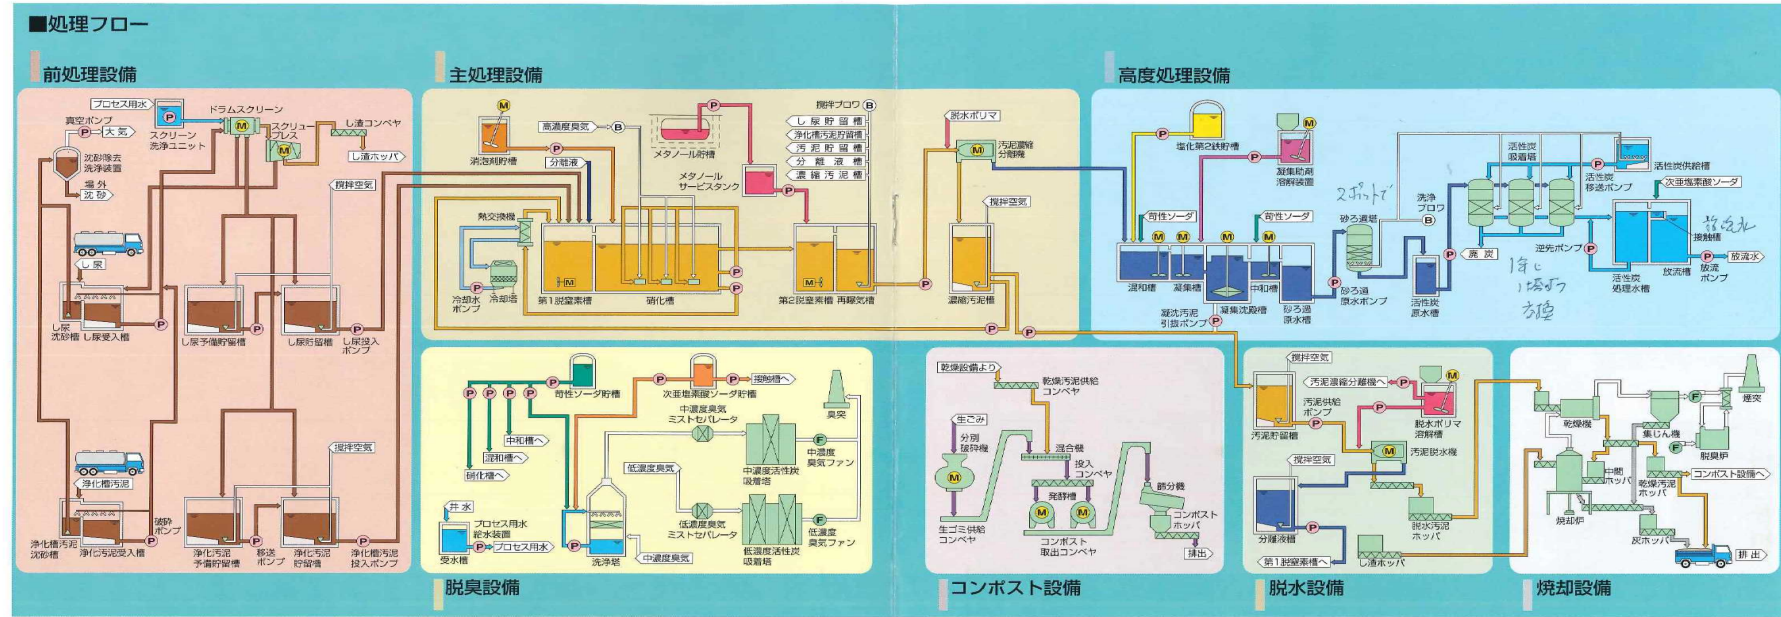 ■処理フロー
前処理設備
プロセス用水
ドラムスクリーン
真空ポンプ
大気
スクリーン
洗浄ユニット
スクリュー
プレス
し渣コンベヤ
し渣ホッパ
沈砂除去
洗浄装置
場外
沈砂
撹拌空気
し尿
し尿
沈砂槽
し尿受入槽
し尿予備貯留槽
し尿貯留槽
し尿投入
ポンプ
浄化槽汚泥
撹拌空気
破砕
ポンプ
浄化槽汚泥
沈砂槽
浄化汚泥受入槽
浄化汚泥
予備貯留槽
移送
ポンプ
浄化汚泥
貯留槽
浄化槽汚泥
投入ポンプ
主処理設備
消泡剤貯槽
高濃度臭気
B
分離液
メタノール貯槽
メタノール
サービスタンク
撹拌ブロワ
B
し尿貯留槽
浄化槽汚泥貯留槽
汚泥貯留槽
分離液槽
濃縮汚泥槽
脱水ポリマ
汚泥濃縮
分離機
撹拌空気
熱交換機
冷却水
ポンプ
冷却塔
第1脱窒素槽
硝化槽
第2脱窒素槽
再曝気槽
濃縮汚泥槽
高度処理設備
塩化第2鉄貯槽
凝集助剤
溶解装置
苛性ソーダ
苛性ソーダ
混和槽
凝集槽
凝集沈殿槽
中和槽
砂ろ過
原水槽
凝沈汚泥
引抜ポンプ
砂ろ過
原水ポンプ
スポットで
砂ろ過塔
洗浄
ブロワ
B
活性炭
原水槽
活性炭
吸着塔
活性炭
移送ポンプ
活性炭供給槽
次亜塩素酸ソーダ
廃炭
逆先ポンプ
接触槽
放流水
活性炭
処理水槽
放流槽
放流
ポンプ
放流水
脱臭設備
苛性ソーダ貯槽
次亜塩素酸ソーダ貯槽
接触槽へ
中和槽へ
混和槽へ
硝化槽へ
井水
プロセス用水
給水装置
プロセス用水
受水槽
洗浄塔
中濃度臭気
中濃度臭気
ミストセパレータ
低濃度臭気
低濃度臭気
ミストセパレータ
中濃度活性炭
吸着塔
低濃度活性炭
吸着塔
臭突
中濃度
臭気ファン
低濃度
臭気ファン
コンポスト設備
乾燥設備より
乾燥汚泥供給
コンベヤ
生ごみ
分別
破砕機
混合機
投入
コンベヤ
発酵槽
生ゴミ供給
コンベヤ
コンポスト
取出コンベヤ
篩分機
コンポスト
ホッパ
排出
脱水設備
撹拌空気
汚泥濃縮分離機へ
汚泥供給
ポンプ
汚泥貯留槽
脱水ポリマ
溶解槽
汚泥脱水機
撹拌空気
分離液槽
脱水汚泥
ホッパ
第1脱窒素槽へ
し渣ホッパ
焼却設備
乾燥機
集じん機
煙突
脱臭炉
中間
ホッパ
乾燥汚泥
ホッパ
コンポスト設備へ
焼却炉
灰ホッパ
排出